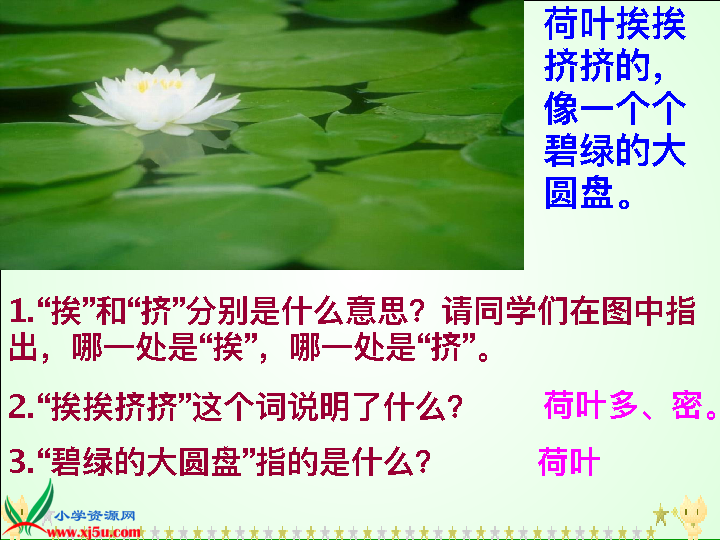 荷叶挨挨
挤挤的，
像一个个
碧绿的大
圆盘。
1.“挨”和“挤”分别是什么意思？请同学们在图中指
出，哪一处是“挨”，哪一处是“挤”。
2.“挨挨挤挤”这个词说明了什么？ 荷叶多、密。
3.“碧绿的大圆盘”指的是什么？ 荷叶
小学资源网
www.xj5u.com